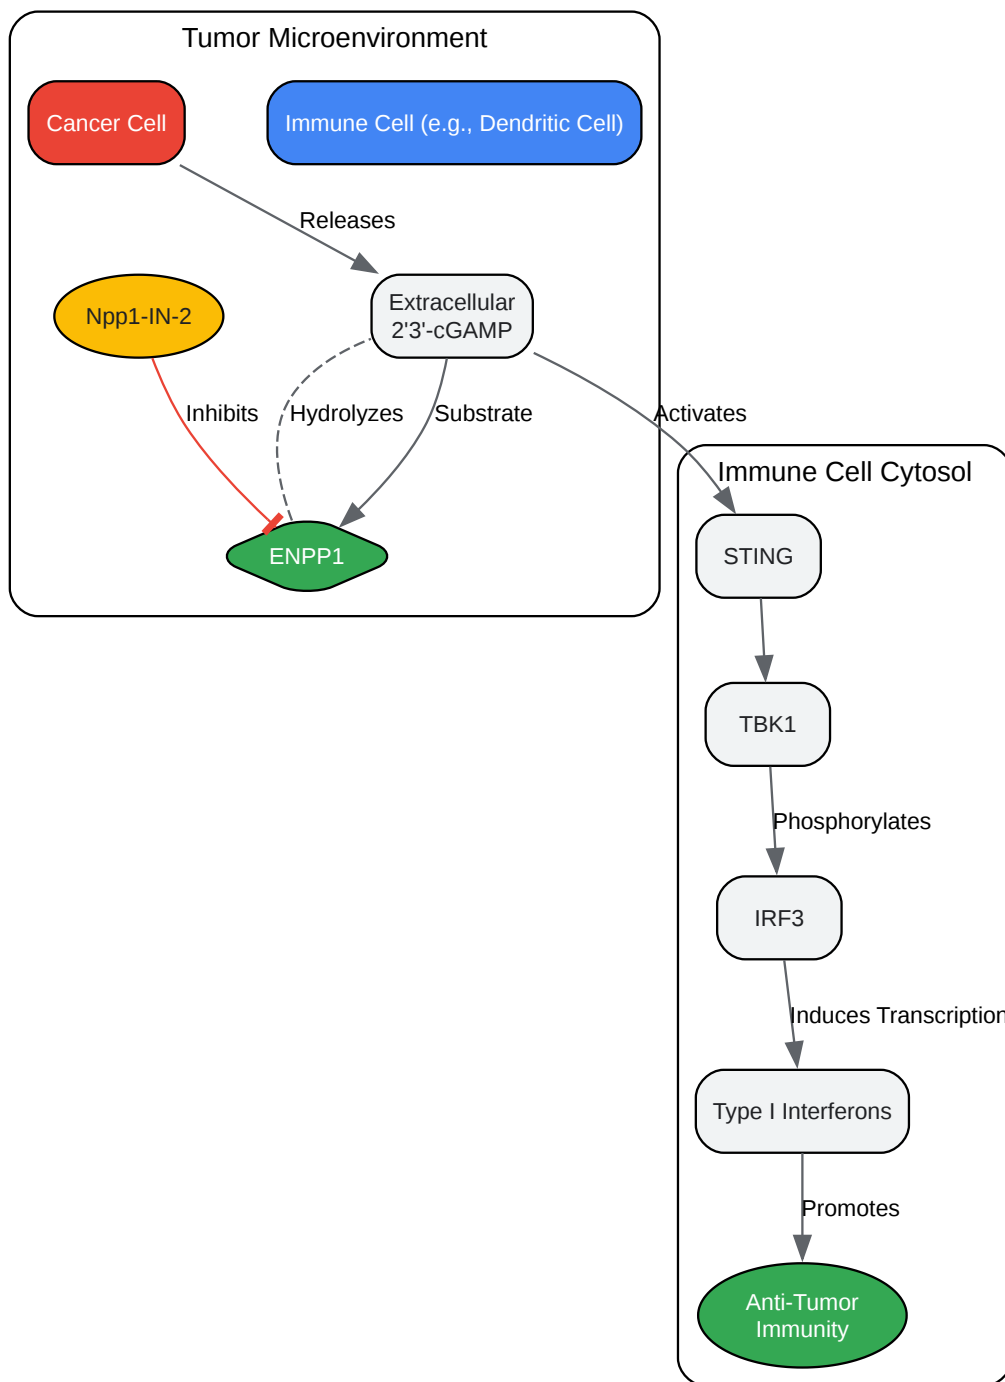 Tumor Microenvironment
Cancer Cell
Immune Cell (e.g., Dendritic Cell)
Releases
Npp1-IN-2
Extracellular
2'3'-cGAMP
Inhibits
Hydrolyzes
Substrate
Activates
Immune Cell Cytosol
ENPP1
STING
TBK1
Phosphorylates
IRF3
Induces Transcription
Type I Interferons
Promotes
Anti-Tumor
Immunity